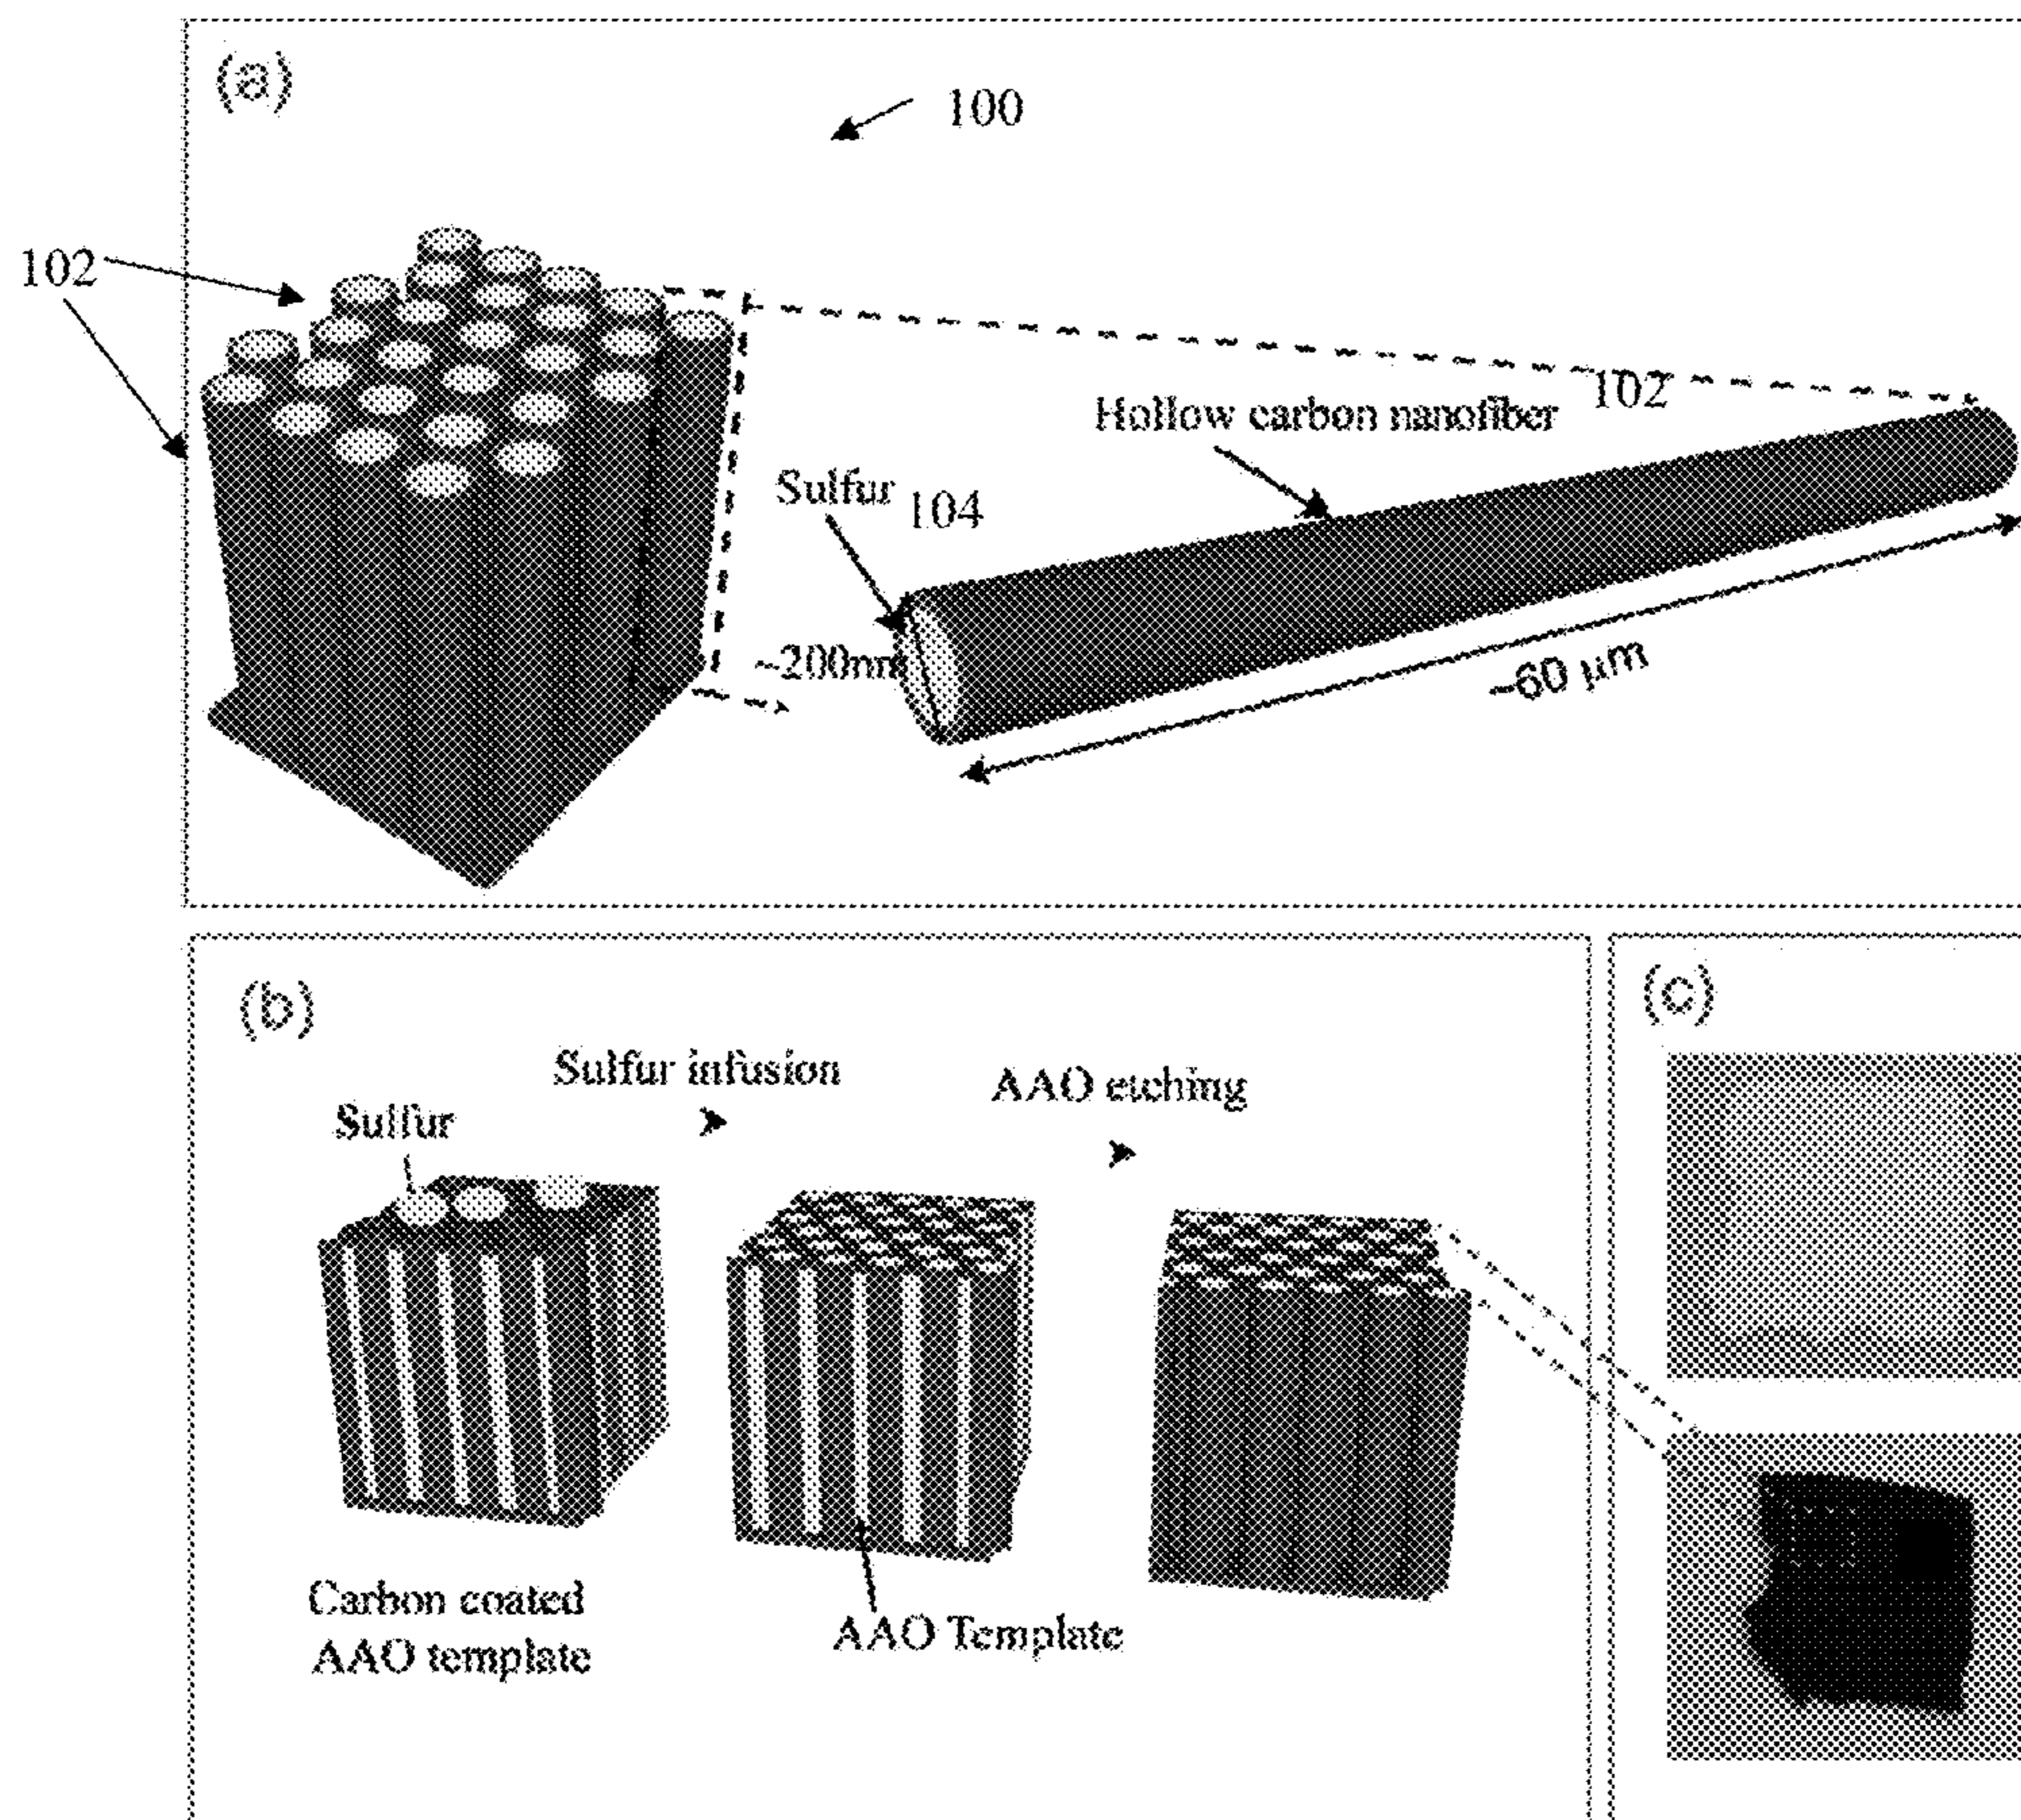 (a)
100
102
102
Hollow carbon nanofiber
Sulfur
104
~200nm
~60 μm
(b)
(c)
Sulfur infusion
AAO etching
Sulfur
Carbon coated
AAO template
AAO Template